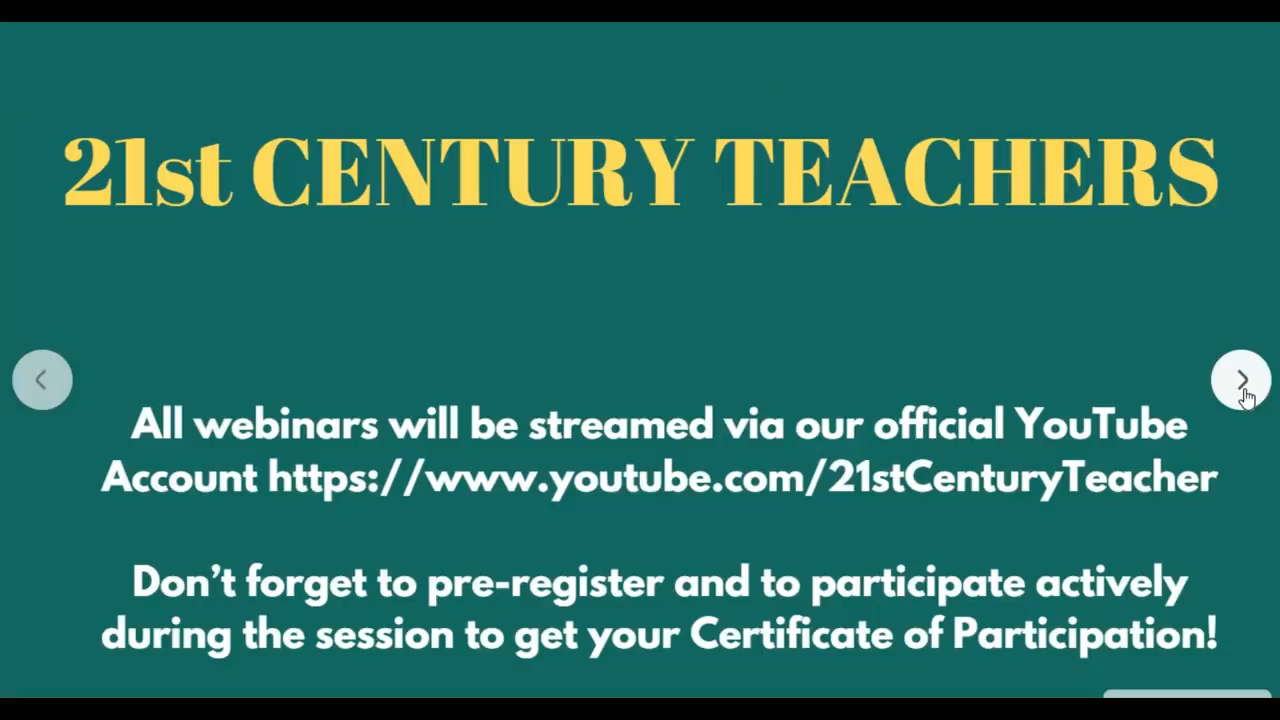 21st CENTURY TEACHERS
All webinars will be streamed via our official YouTube
Account https://www.youtube.com/21stCenturyTeacher
Don't forget to pre-register and to participate actively
during the session to get your Certificate of Participation!